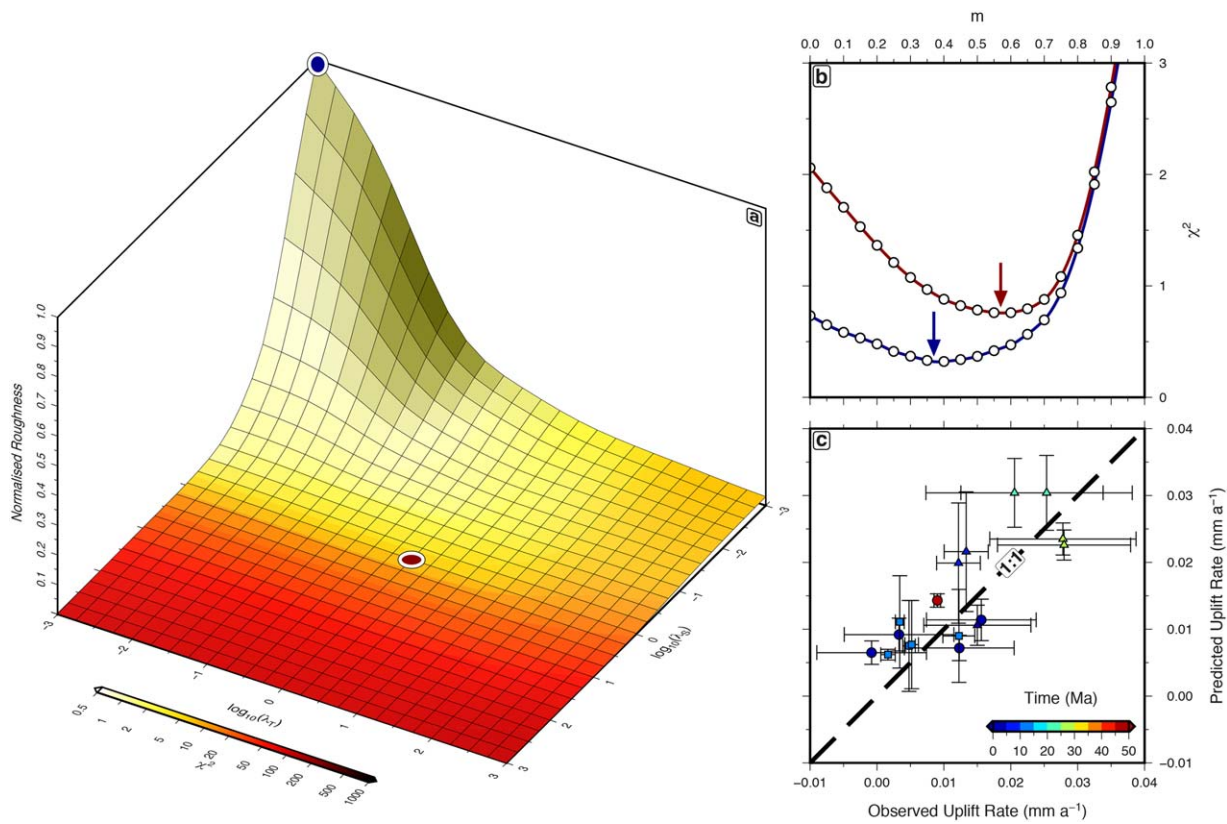 a
Normalised Roughness
1.0
0.9
0.8
0.7
0.6
0.5
0.4
0.3
0.2
0.1
-3
-2
-1
0
1
2
3
log₁₀(λ_T)
-3
-2
-1
0
1
2
3
log₁₀(λ_S)
0.5 1 2 5 10 20 50 100 200 500 1000
m
0.0 0.1 0.2 0.3 0.4 0.5 0.6 0.7 0.8 0.9 1.0
b
3
2
1
0
χ²
c
1:1
0.04
0.03
0.02
0.01
0.00
−0.01
Predicted Uplift Rate (mm a⁻¹)
Time (Ma)
0 10 20 30 40 50
−0.01 0.00 0.01 0.02 0.03 0.04
Observed Uplift Rate (mm a⁻¹)